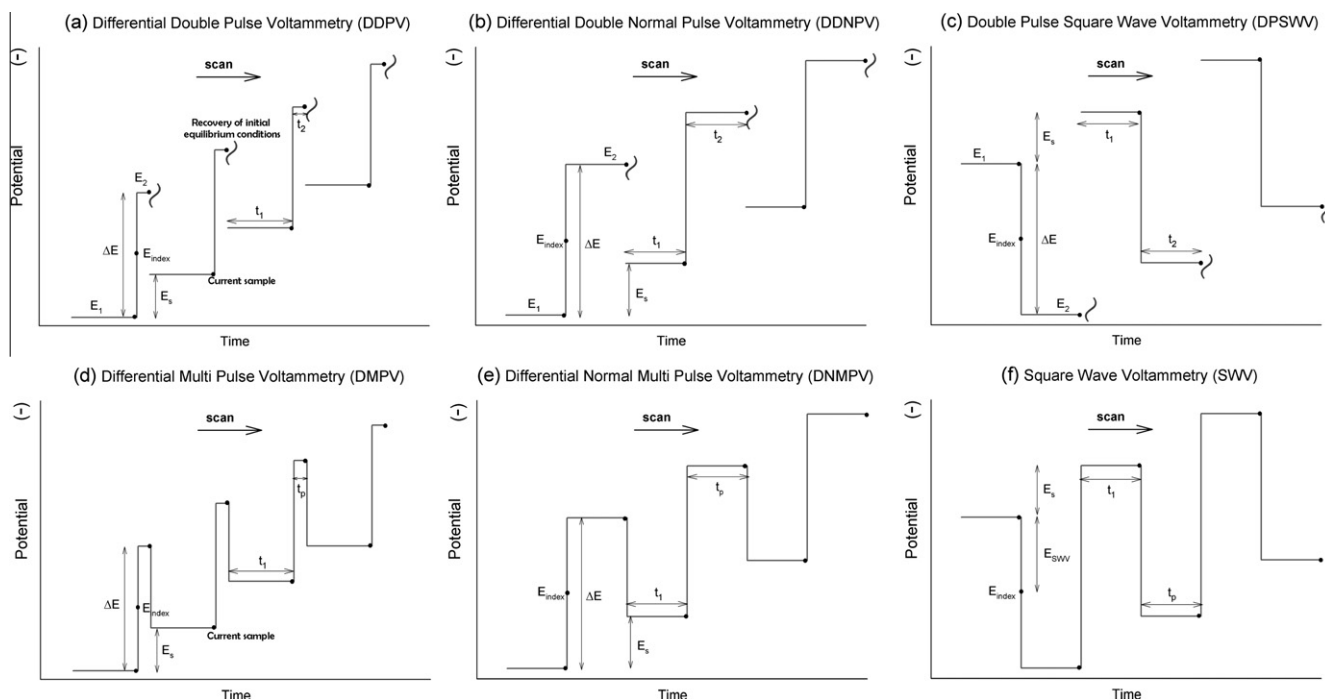 (a) Differential Double Pulse Voltammetry (DDPV)
(-)
Potential
scan
Recovery of initial
equilibrium conditions
t2
E2
t1
ΔE
Eindex
Current sample
Es
E1
Time
(b) Differential Double Normal Pulse Voltammetry (DDNPV)
(-)
Potential
scan
t2
E2
Eindex
ΔE
t1
Es
E1
Time
(c) Double Pulse Square Wave Voltammetry (DPSWV)
(-)
Potential
scan
Es
t1
E1
Eindex
ΔE
t2
E2
Time
(d) Differential Multi Pulse Voltammetry (DMPV)
(-)
Potential
scan
tp
t1
ΔE
Eindex
Current sample
Es
Time
(e) Differential Normal Multi Pulse Voltammetry (DNMPV)
(-)
Potential
scan
tp
Eindex
ΔE
t1
Es
Time
(f) Square Wave Voltammetry (SWV)
(-)
Potential
scan
Es
t1
ESWV
Eindex
tp
Time